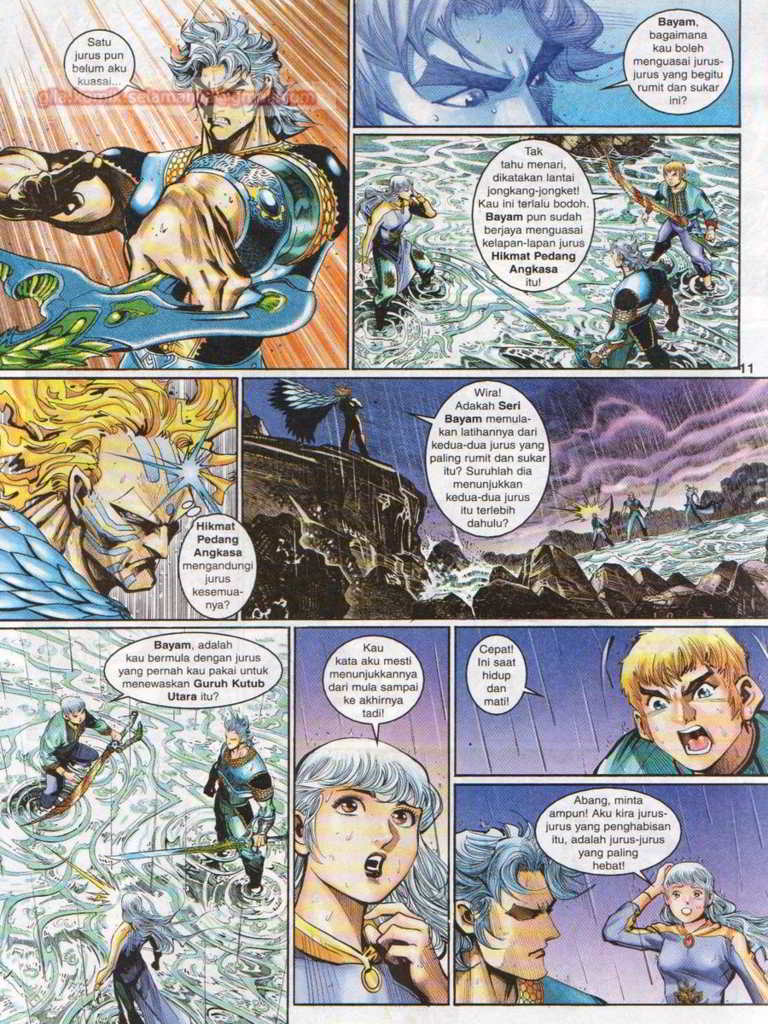 Satu
jurus pun
belum aku
kuasai...
Bayam,
bagaimana
kau boleh
menguasai jurus-
jurus yang begitu
rumit dan sukar
ini?
Tak
tahu menari,
dikatakan lantai
jongkang-jongket!
Kau ini terlalu bodoh.
Bayam pun sudah
berjaya menguasai
kelapan-lapan jurus
Hikmat Pedang
Angkasa
itu!
11
Hikmat
Pedang
Angkasa
mengandungi
jurus
kesemua-
nya?
Wira!
Adakah Seri
Bayam memula-
kan latihannya dari
kedua-dua jurus yang
paling rumit dan sukar
itu? Suruhlah dia
menunjukkan
kedua-dua jurus
itu terlebih
dahulu?
Bayam, adalah
kau bermula dengan jurus
yang pernah kau pakai untuk
menewaskan Guruh Kutub
Utara itu?
Kau
kata aku mesti
menunjukkannya
dari mula sampai
ke akhirnya
tadi!
Cepat!
Ini saat
hidup
dan
mati!
Abang, minta
ampun! Aku kira jurus-
jurus yang penghabisan
itu, adalah jurus-jurus
yang paling
hebat!